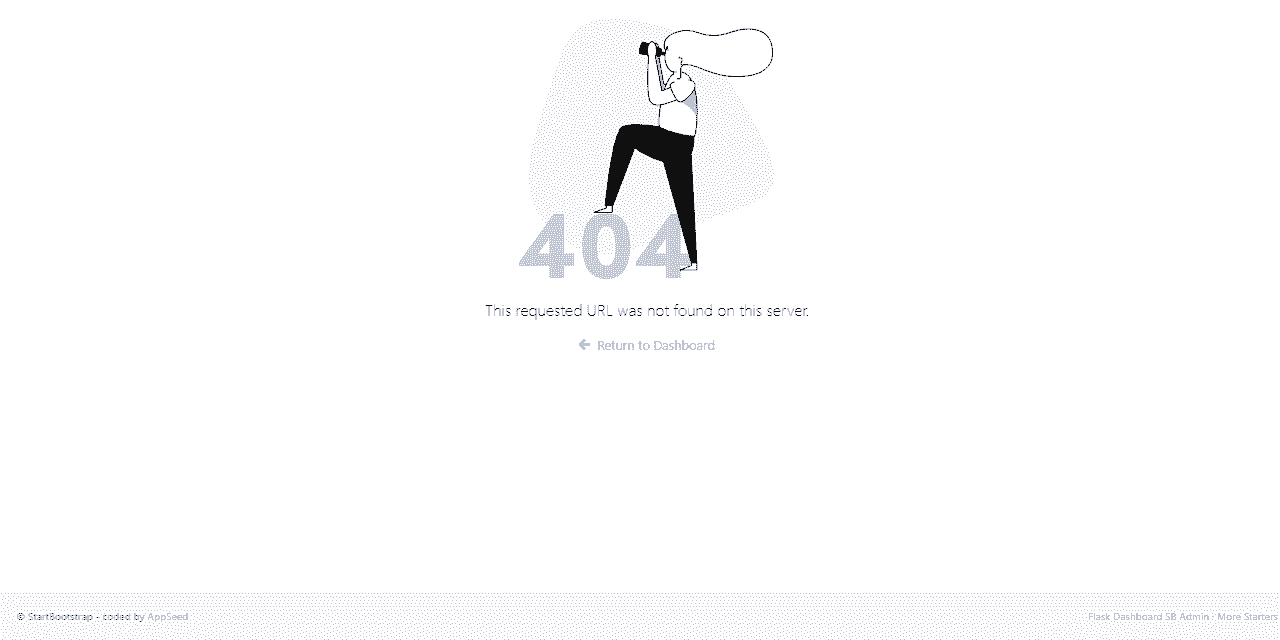 404
This requested URL was not found on this server.
← Return to Dashboard
© StartBootstrap - coded by AppSeed
Flask Dashboard SB Admin · More Starters